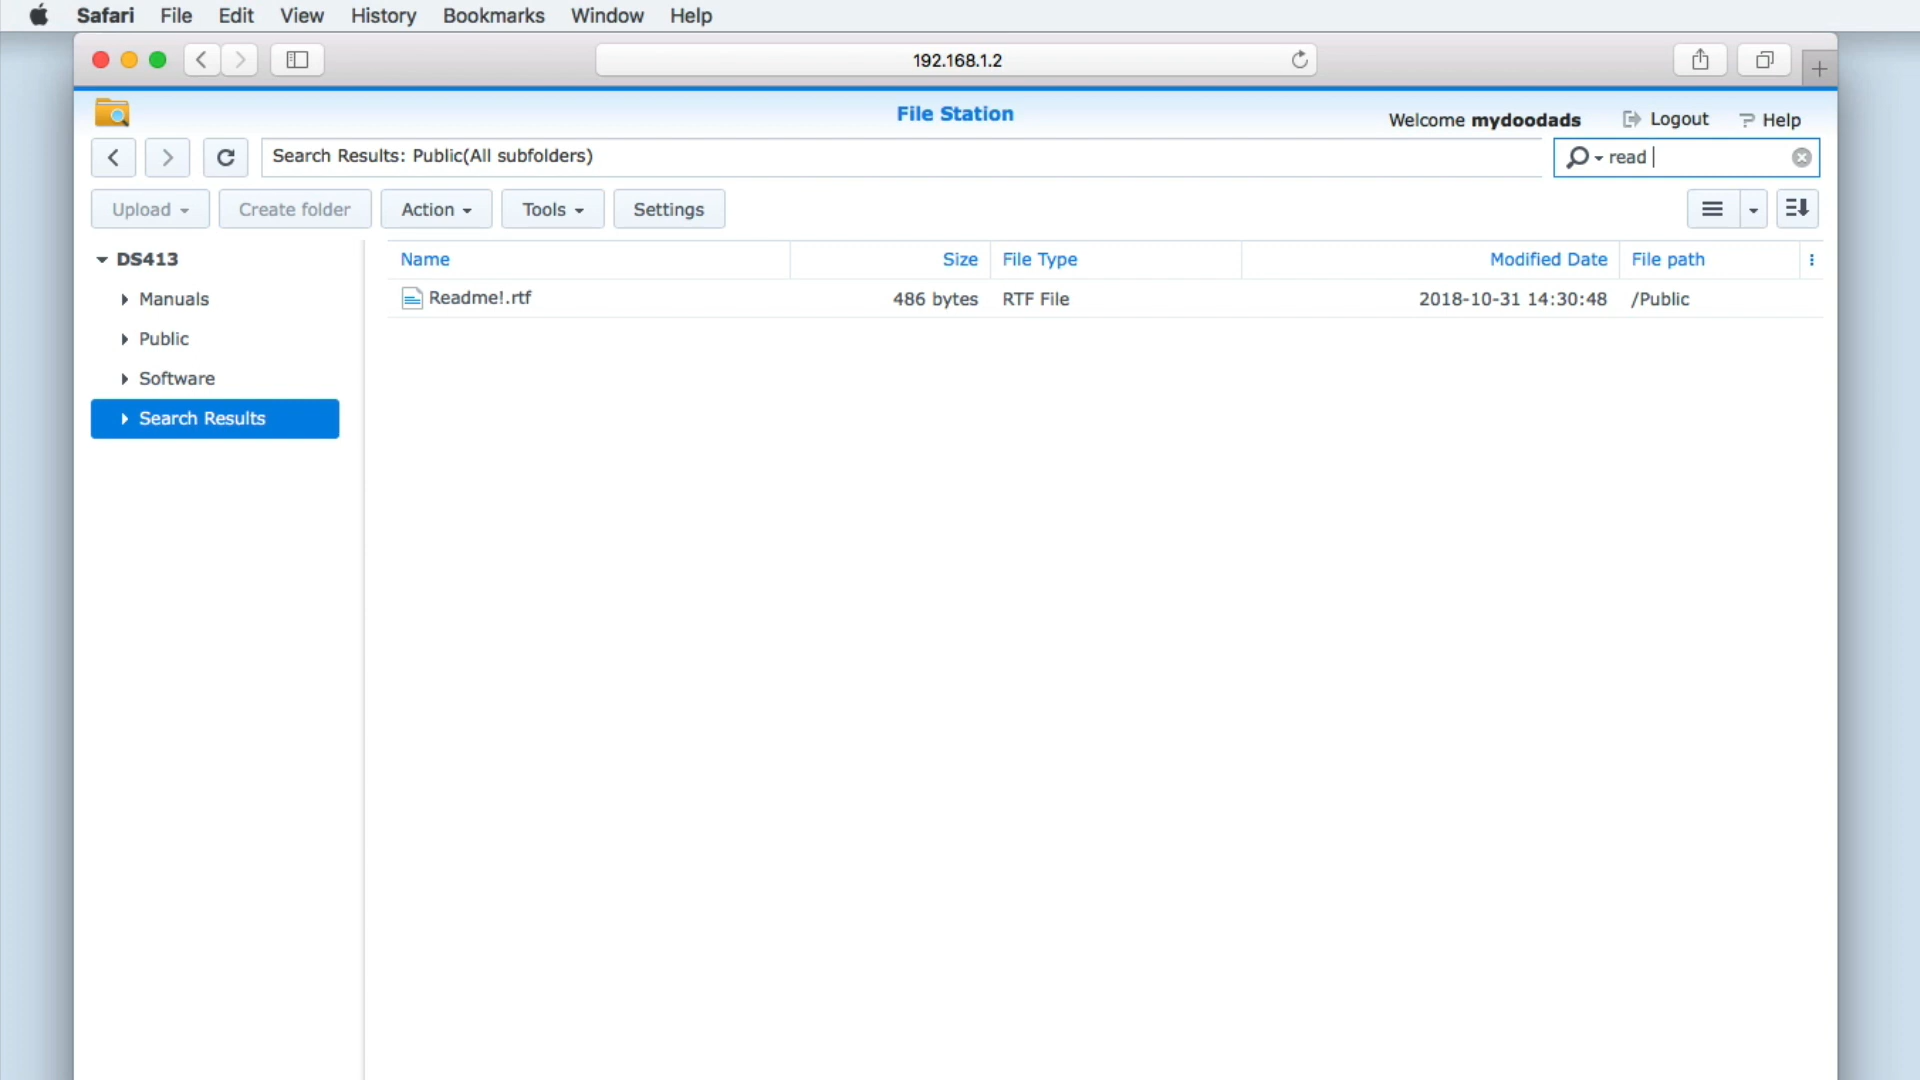 Safari File Edit View History Bookmarks Window Help
192.168.1.2
File Station
Welcome mydoodads Logout Help
Search Results: Public(All subfolders) read
Upload Create folder Action Tools Settings
DS413
Manuals
Public
Software
Search Results
Name Size File Type Modified Date File path
Readme!.rtf 486 bytes RTF File 2018-10-31 14:30:48 /Public